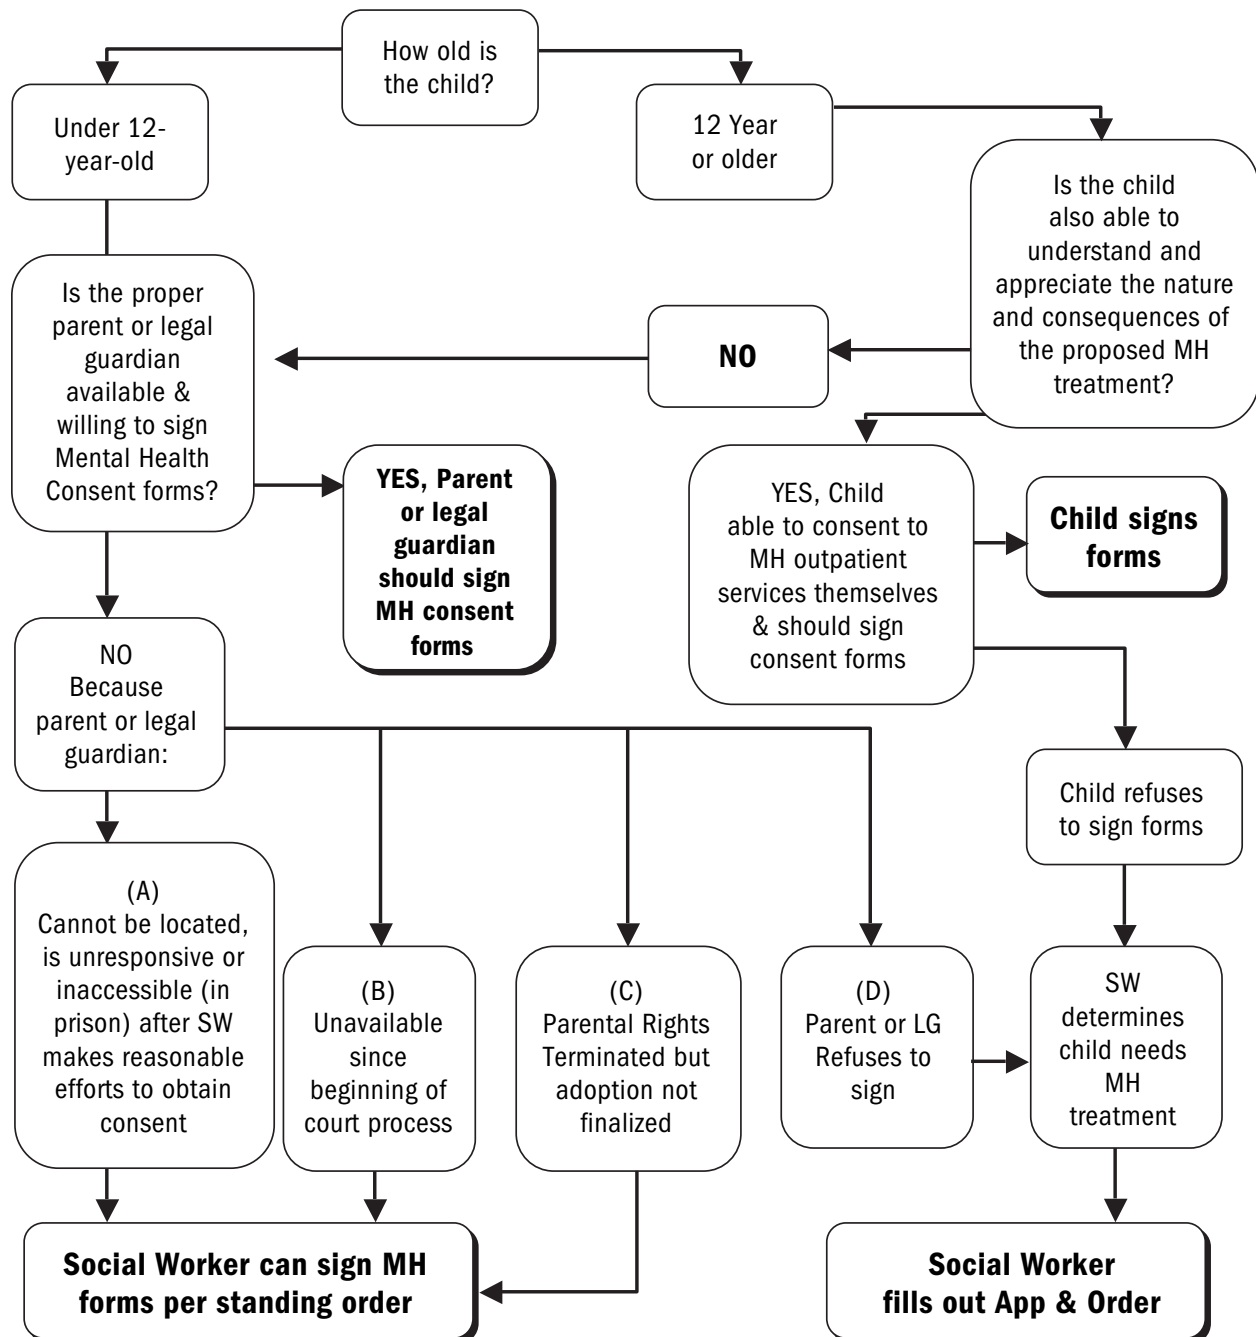 How old is
the child?
Under 12-
year-old
12 Year
or older
Is the child
also able to
understand and
appreciate the nature
and consequences of
the proposed MH
treatment?
Is the proper
parent or legal
guardian
available &
willing to sign
Mental Health
Consent forms?
NO
YES, Parent
or legal
guardian
should sign
MH consent
forms
YES, Child
able to consent to
MH outpatient
services themselves
& should sign
consent forms
Child signs
forms
NO
Because
parent or legal
guardian:
Child refuses
to sign forms
(A)
Cannot be located,
is unresponsive or
inaccessible (in
prison) after SW
makes reasonable
efforts to obtain
consent
(B)
Unavailable
since
beginning of
court process
(C)
Parental Rights
Terminated but
adoption not
finalized
(D)
Parent or LG
Refuses to
sign
SW
determines
child needs
MH
treatment
Social Worker can sign MH
forms per standing order
Social Worker
fills out App & Order